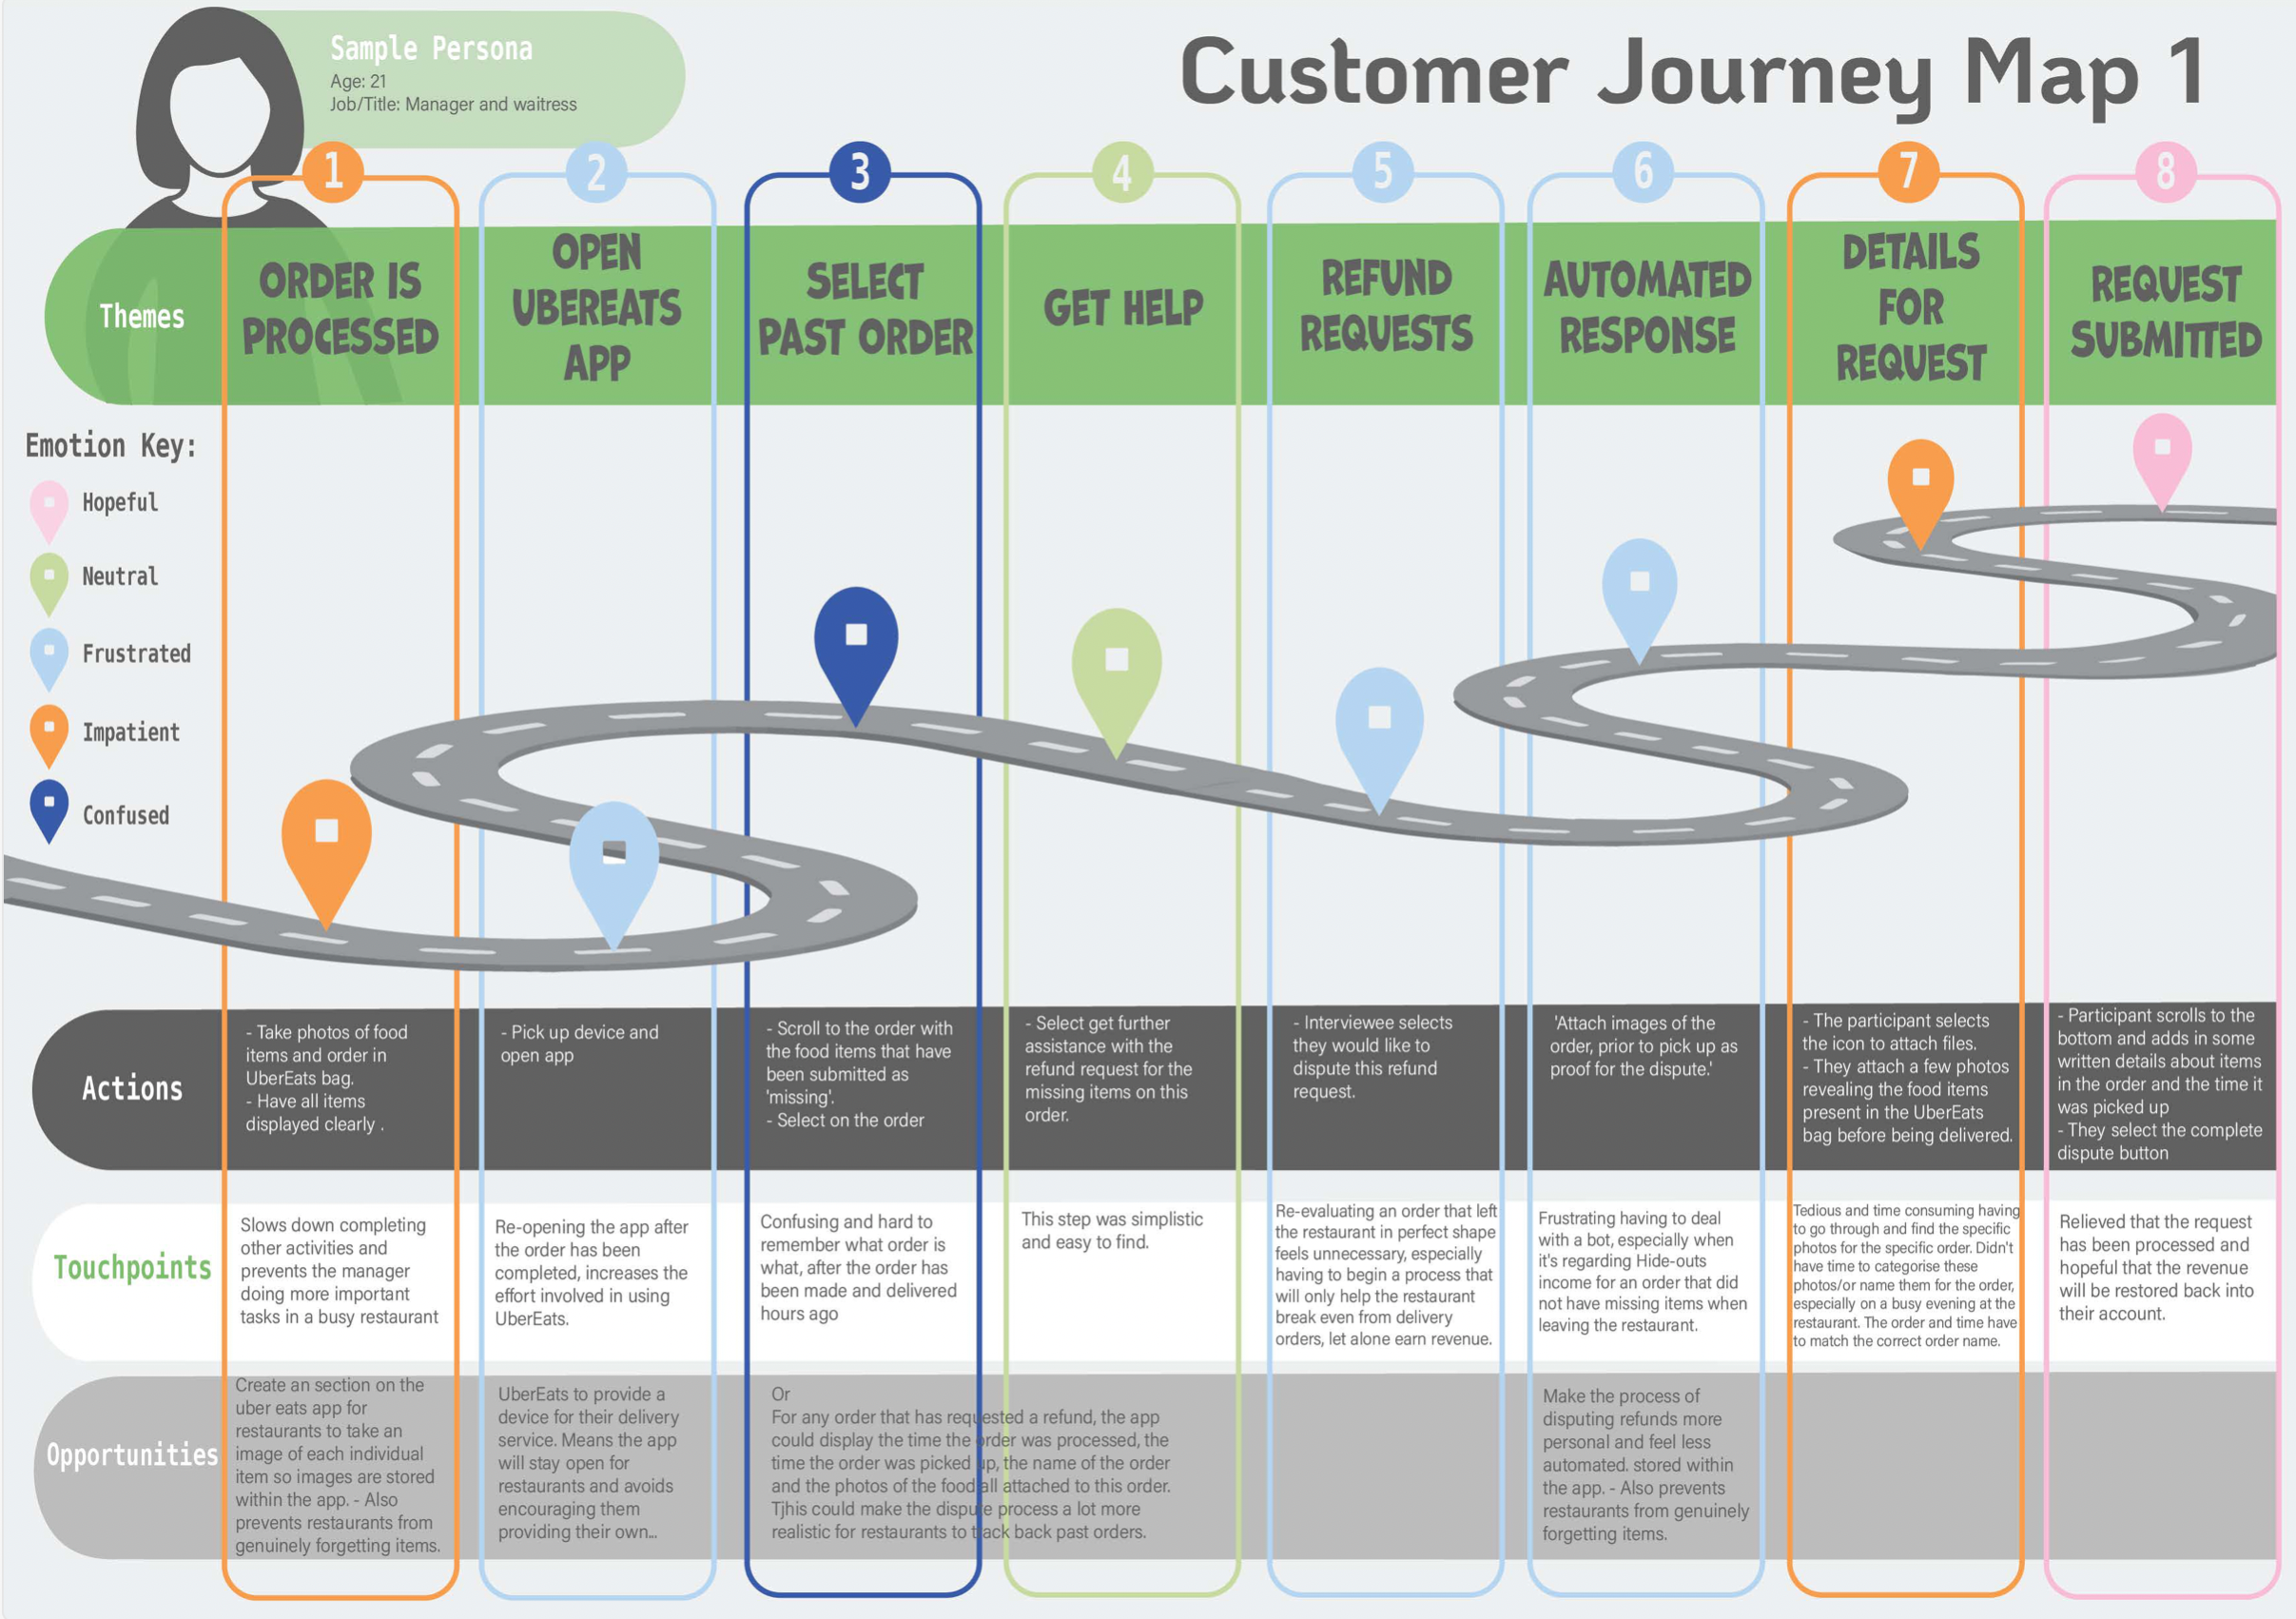 Sample Persona
Age: 21
Job/Title: Manager and waitress
Customer Journey Map 1
1
2
3
4
5
6
7
8
Themes
ORDER IS
PROCESSED
OPEN
UBEREATS
APP
SELECT
PAST ORDER
GET HELP
REFUND
REQUESTS
AUTOMATED
RESPONSE
DETAILS
FOR
REQUEST
REQUEST
SUBMITTED
Emotion Key:
Hopeful
Neutral
Frustrated
Impatient
Confused
Actions
- Take photos of food
items and order in
UberEats bag.
- Have all items
displayed clearly .
- Pick up device and
open app
- Scroll to the order with
the food items that have
been submitted as
'missing'.
- Select on the order
- Select get further
assistance with the
refund request for the
missing items on this
order.
- Interviewee selects
they would like to
dispute this refund
request.
'Attach images of the
order, prior to pick up as
proof for the dispute.'
- The participant selects
the icon to attach files.
- They attach a few photos
revealing the food items
present in the UberEats
bag before being delivered.
- Participant scrolls to the
bottom and adds in some
written details about items
in the order and the time it
was picked up
- They select the complete
dispute button
Touchpoints
Slows down completing
other activities and
prevents the manager
doing more important
tasks in a busy restaurant
Re-opening the app after
the order has been
completed, increases the
effort involved in using
UberEats.
Confusing and hard to
remember what order is
what, after the order has
been made and delivered
hours ago
This step was simplistic
and easy to find.
Re-evaluating an order that left
the restaurant in perfect shape
feels unnecessary, especially
having to begin a process that
will only help the restaurant
break even from delivery
orders, let alone earn revenue.
Frustrating having to deal
with a bot, especially when
it's regarding Hide-outs
income for an order that did
not have missing items when
leaving the restaurant.
Tedious and time consuming having
to go through and find the specific
photos for the specific order. Didn't
have time to categorise these
photos/or name them for the order,
especially on a busy evening at the
restaurant. The order and time have
to match the correct order name.
Relieved that the request
has been processed and
hopeful that the revenue
will be restored back into
their account.
Opportunities
Create an section on the
uber eats app for
restaurants to take an
image of each individual
item so images are stored
within the app. - Also
prevents restaurants from
genuinely forgetting items.
UberEats to provide a
device for their delivery
service. Means the app
will stay open for
restaurants and avoids
encouraging them
providing their own...
Or
For any order that has requested a refund, the app
could display the time the order was processed, the
time the order was picked up, the name of the order
and the photos of the food all attached to this order.
Tjhis could make the dispute process a lot more
realistic for restaurants to track back past orders.
Make the process of
disputing refunds more
personal and feel less
automated. stored within
the app. - Also prevents
restaurants from genuinely
forgetting items.